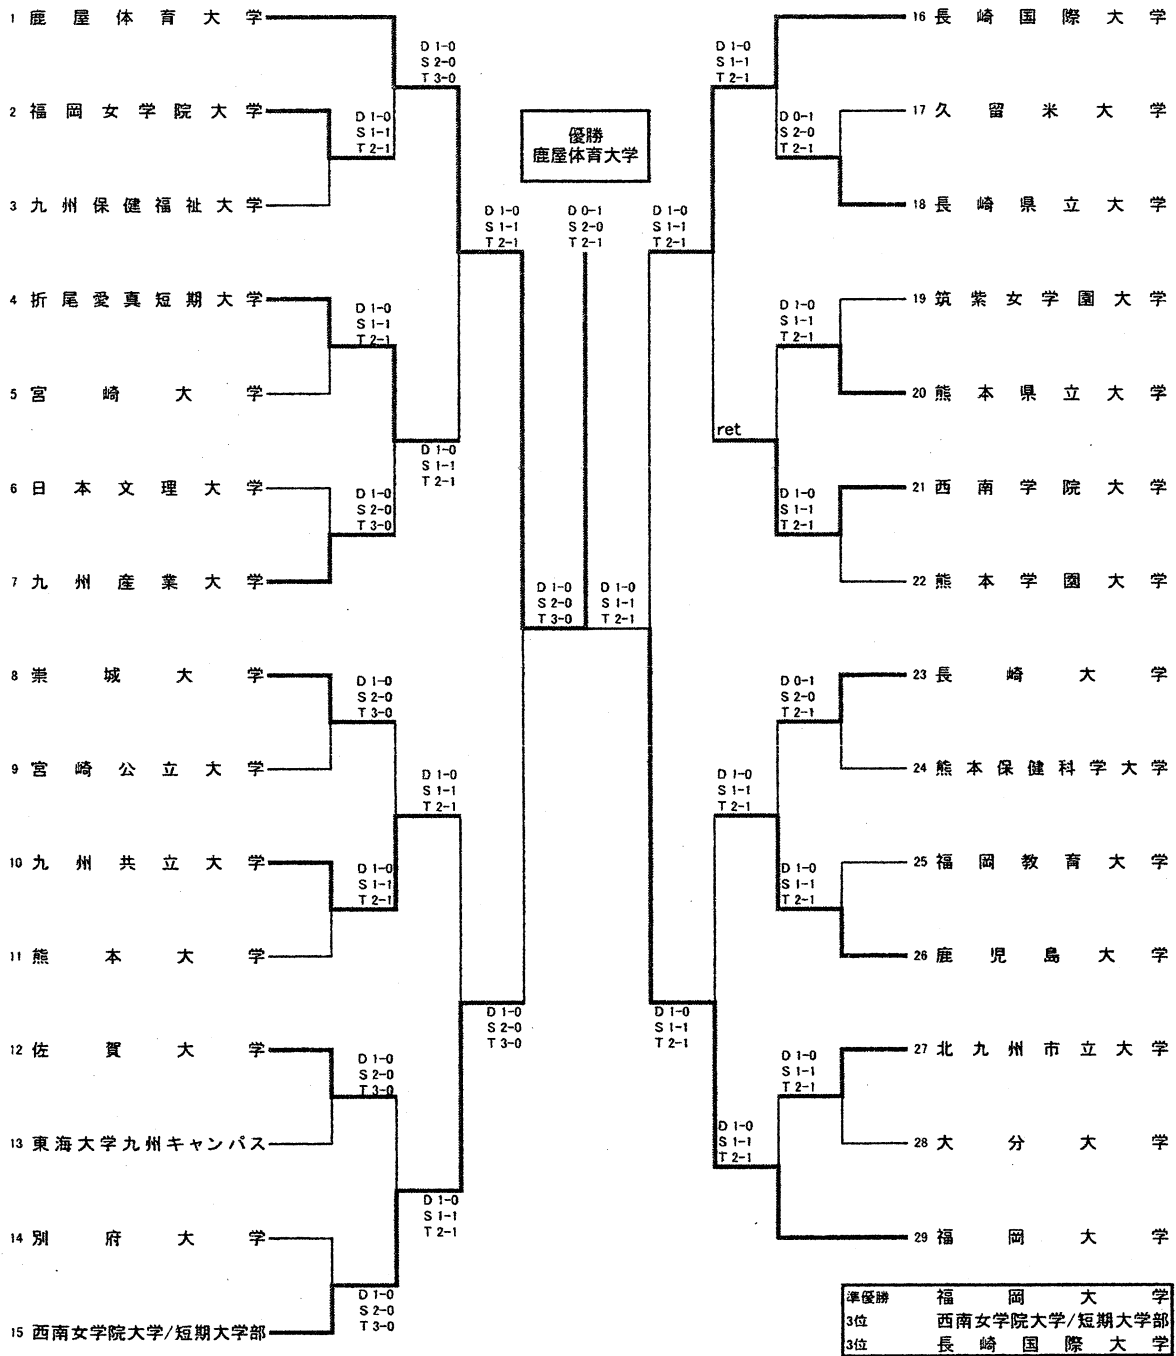 1 鹿屋体育大学
2 福岡女学院大学
3 九州保健福祉大学
4 折尾愛真短期大学
5 宮崎大学
6 日本文理大学
7 九州産業大学
8 崇城大学
9 宮崎公立大学
10 九州共立大学
11 熊本大学
12 佐賀大学
13 東海大学九州キャンパス
14 別府大学
15 西南女学院大学/短期大学部
D 1-0
S 1-1
T 2-1
D 1-0
S 1-1
T 2-1
D 1-0
S 2-0
T 3-0
D 1-0
S 2-0
T 3-0
D 1-0
S 1-1
T 2-1
D 1-0
S 2-0
T 3-0
D 1-0
S 2-0
T 3-0
D 1-0
S 2-0
T 3-0
D 1-0
S 1-1
T 2-1
D 1-0
S 1-1
T 2-1
D 1-0
S 1-1
T 2-1
D 1-0
S 1-1
T 2-1
D 1-0
S 2-0
T 3-0
D 1-0
S 2-0
T 3-0
優勝
鹿屋体育大学
D 0-1
S 2-0
T 2-1
D 1-0
S 1-1
T 2-1
D 1-0
S 1-1
T 2-1
D 1-0
S 1-1
T 2-1
D 1-0
S 1-1
T 2-1
ret
D 1-0
S 1-1
T 2-1
D 1-0
S 1-1
T 2-1
D 0-1
S 2-0
T 2-1
D 1-0
S 1-1
T 2-1
D 1-0
S 1-1
T 2-1
D 0-1
S 2-0
T 2-1
D 1-0
S 1-1
T 2-1
D 1-0
S 1-1
T 2-1
16 長崎国際大学
17 久留米大学
18 長崎県立大学
19 筑紫女学園大学
20 熊本県立大学
21 西南学院大学
22 熊本学園大学
23 長崎大学
24 熊本保健科学大学
25 福岡教育大学
26 鹿児島大学
27 北九州市立大学
28 大分大学
29 福岡大学
準優勝 福岡大学
3位 西南女学院大学/短期大学部
3位 長崎国際大学